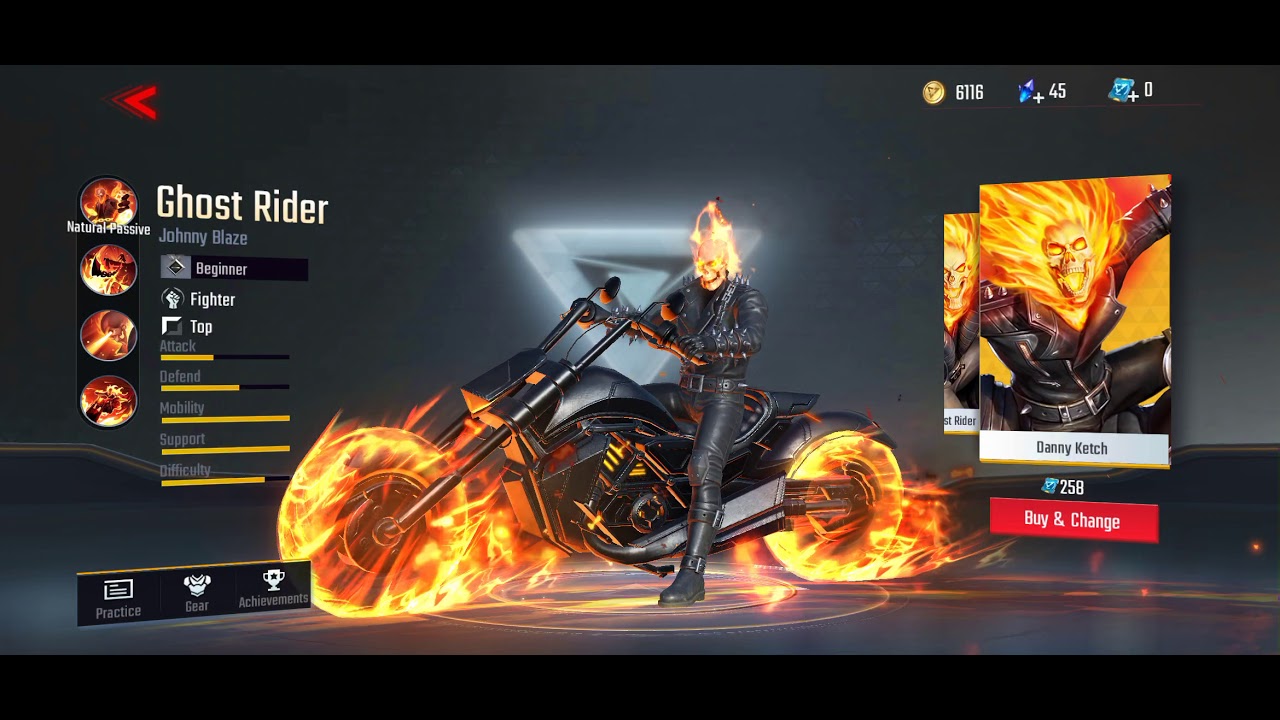 6116
+ 45
+ 0
Ghost Rider
Natural Passive
Johnny Blaze
Beginner
Fighter
Top
Attack
Defend
Mobility
Support
Difficulty
st Rider
Danny Ketch
258
Buy & Change
Practice
Gear
Achievements